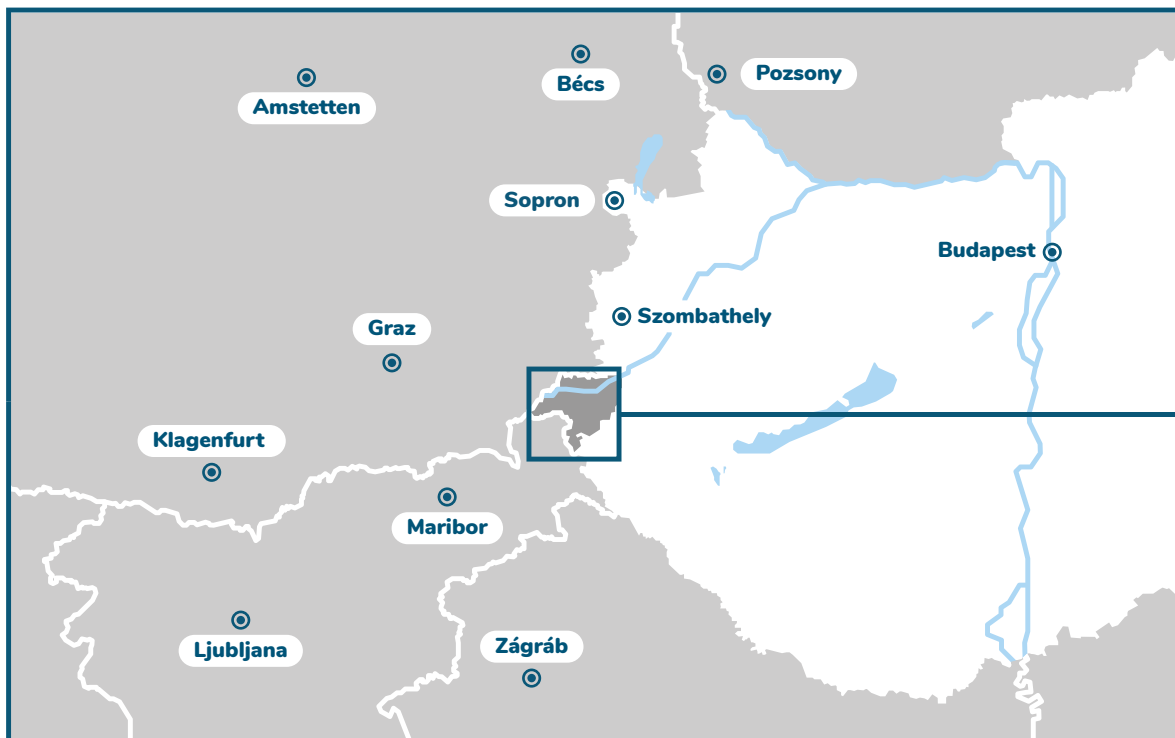 Bécs
Pozsony
Amstetten
Sopron
Budapest
Szombathely
Graz
Klagenfurt
Maribor
Zágráb
Ljubljana